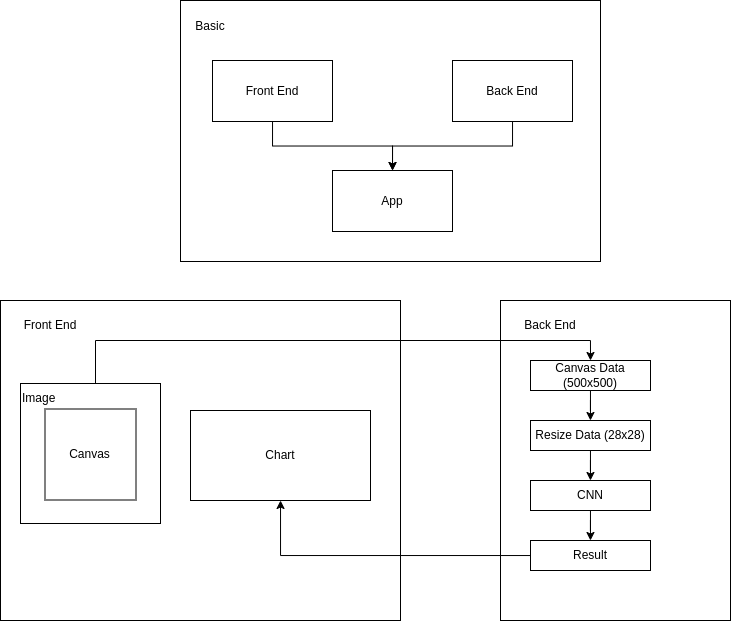 Basic
Front End
Back End
App
Front End
Back End
Image
Canvas
Chart
Canvas Data
(500x500)
Resize Data (28x28)
CNN
Result